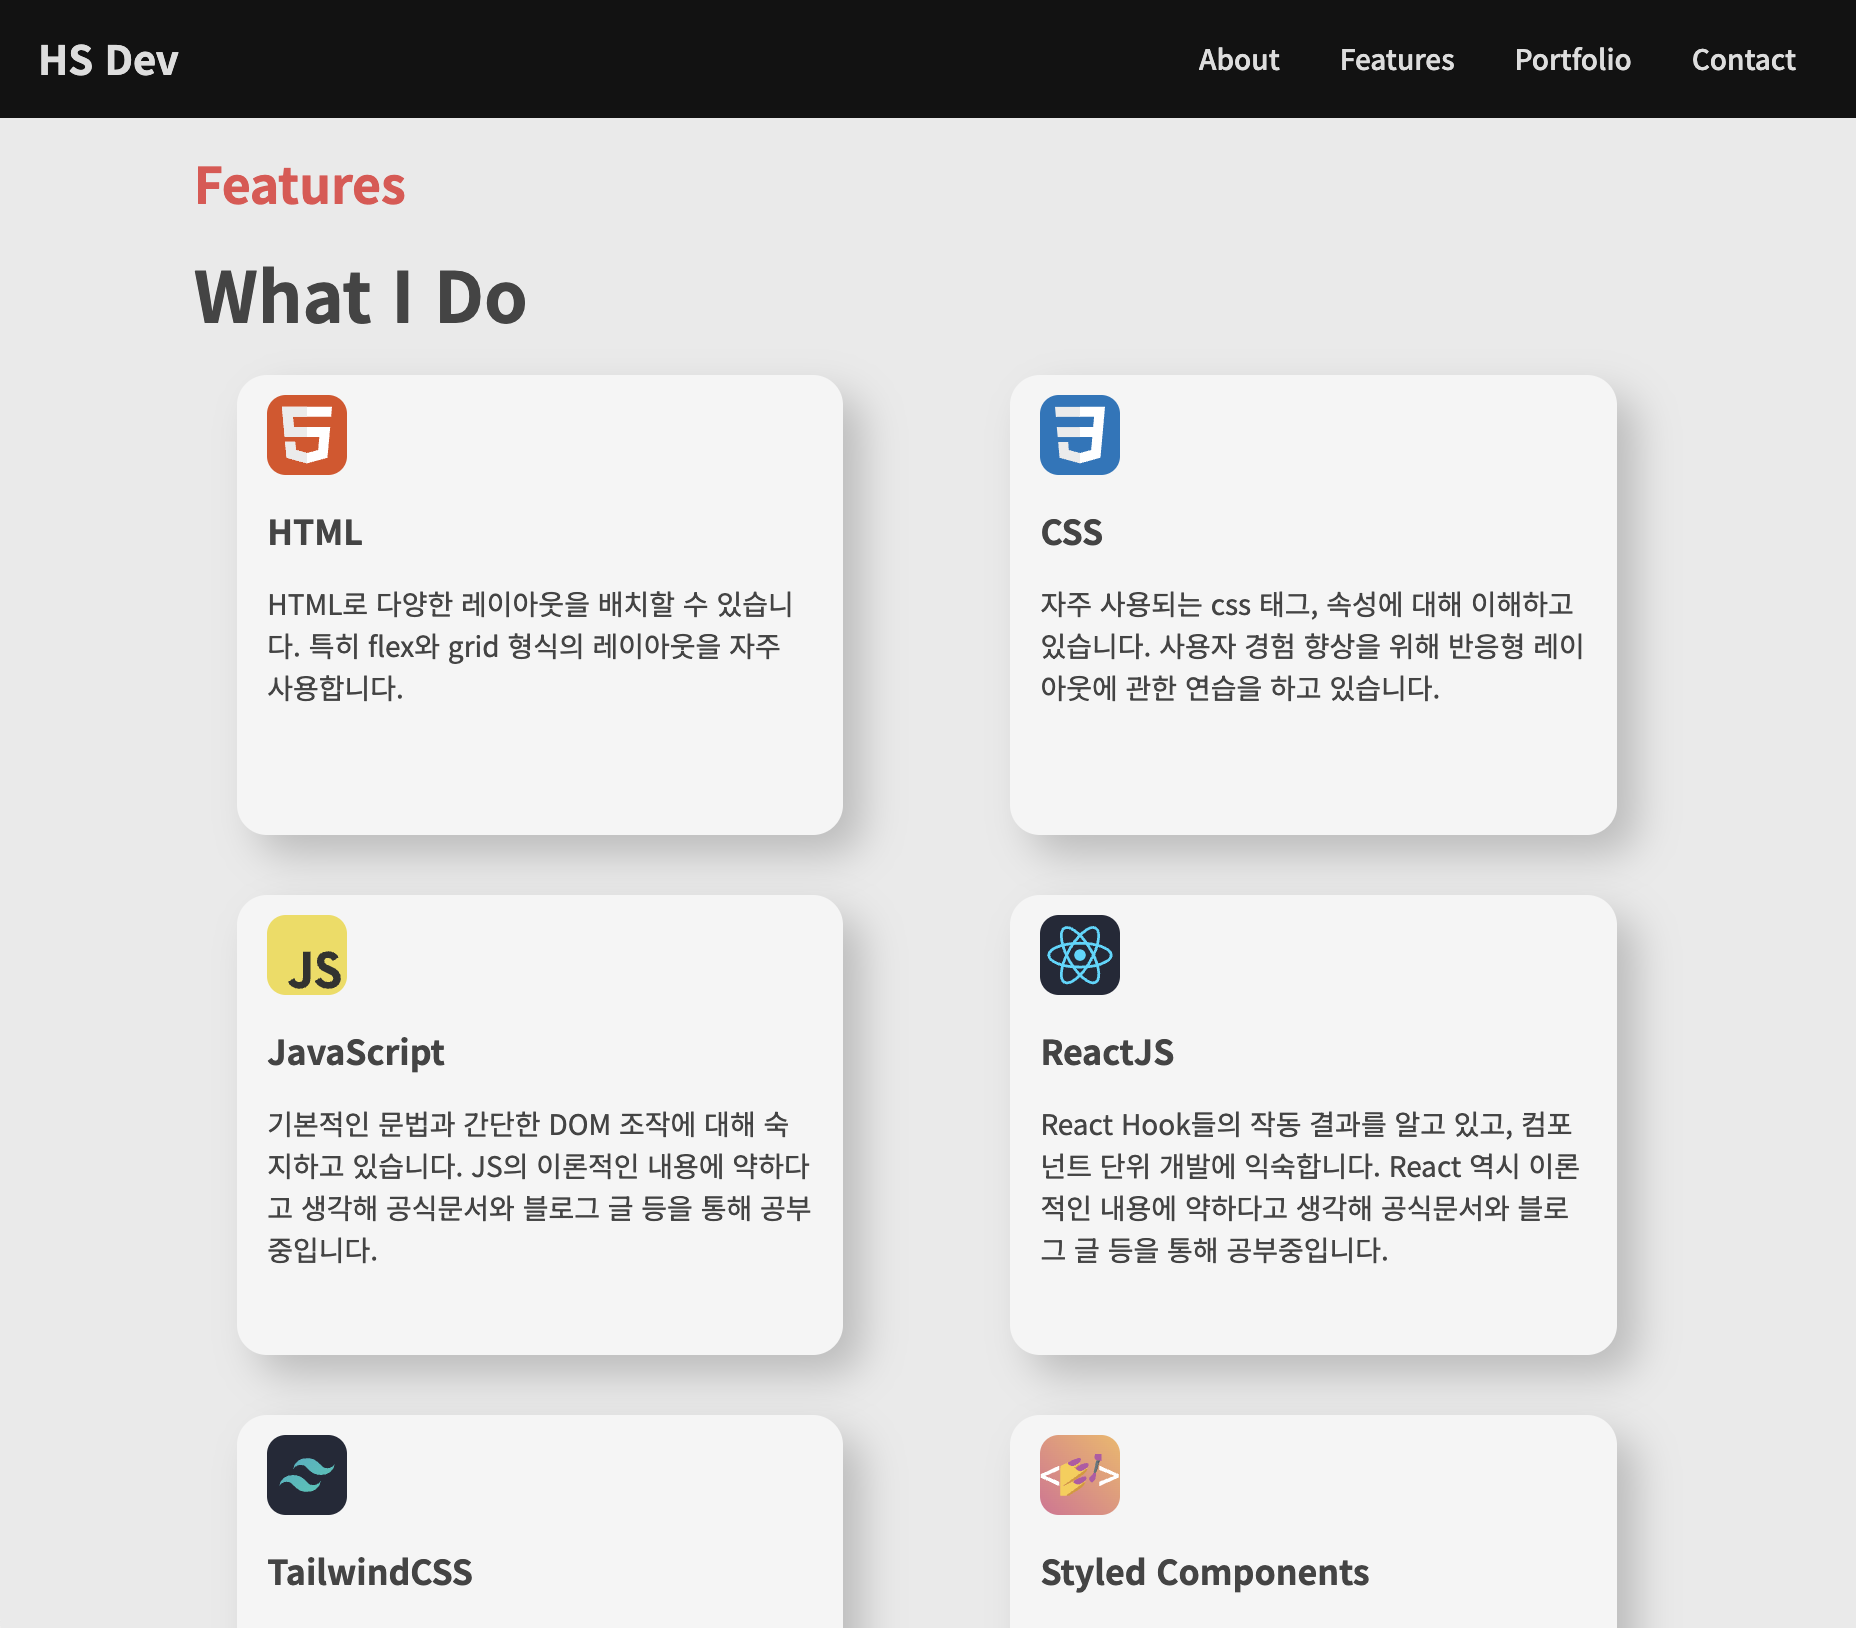 HS Dev
About Features Portfolio Contact
Features
What I Do
HTML
HTML로 다양한 레이아웃을 배치할 수 있습니
다. 특히 flex와 grid 형식의 레이아웃을 자주
사용합니다.
CSS
자주 사용되는 css 태그, 속성에 대해 이해하고
있습니다. 사용자 경험 향상을 위해 반응형 레이
아웃에 관한 연습을 하고 있습니다.
JS
JavaScript
기본적인 문법과 간단한 DOM 조작에 대해 숙
지하고 있습니다. JS의 이론적인 내용에 약하다
고 생각해 공식문서와 블로그 글 등을 통해 공부
중입니다.
ReactJS
React Hook들의 작동 결과를 알고 있고, 컴포
넌트 단위 개발에 익숙합니다. React 역시 이론
적인 내용에 약하다고 생각해 공식문서와 블로
그 글 등을 통해 공부중입니다.
TailwindCSS
Styled Components